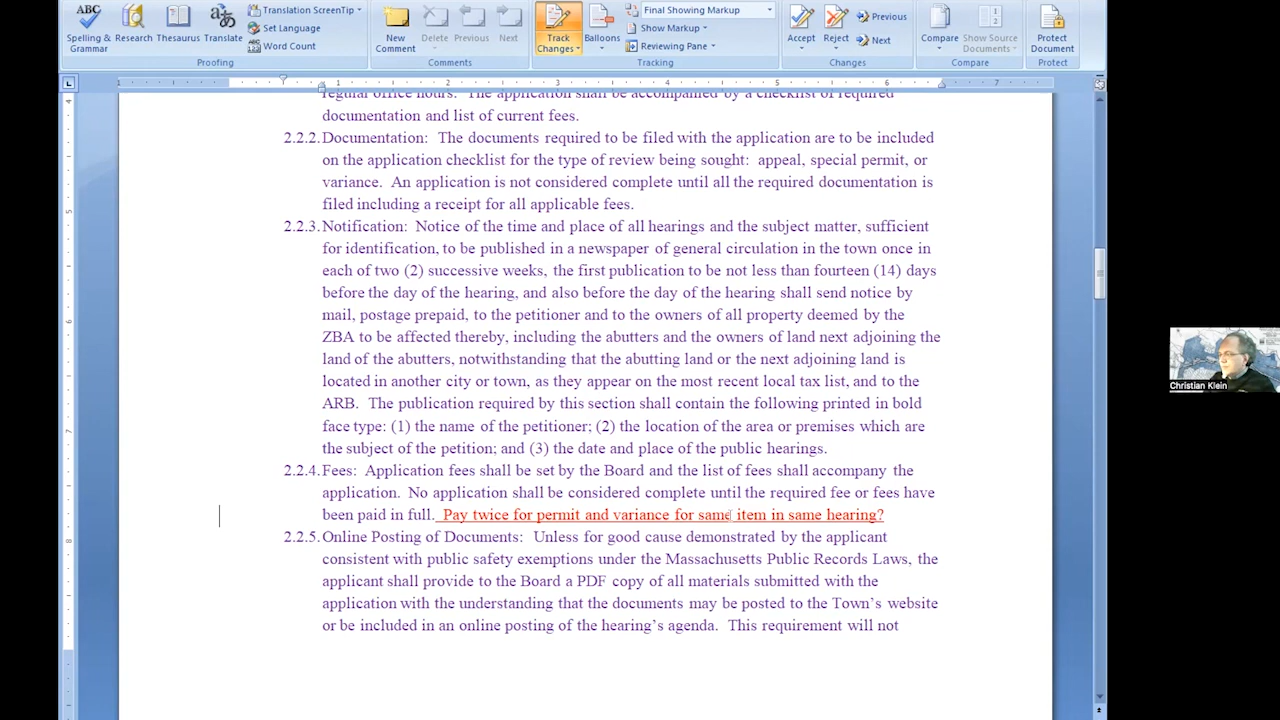 Translation ScreenTip
Set Language
Word Count
ABC
Spelling & Grammar
Research
Thesaurus
Translate
Proofing
New Comment
Delete
Previous
Next
Comments
Track Changes
Balloons
Final Showing Markup
Show Markup
Reviewing Pane
Tracking
Accept
Reject
Previous
Next
Changes
Compare
Show Source Documents
Compare
Protect Document
Protect
1 1 2 3 4 5 6 7
regular office hours. The application shall be accompanied by a checklist of required
documentation and list of current fees.
2.2.2. Documentation: The documents required to be filed with the application are to be included
on the application checklist for the type of review being sought: appeal, special permit, or
variance. An application is not considered complete until all the required documentation is
filed including a receipt for all applicable fees.
2.2.3. Notification: Notice of the time and place of all hearings and the subject matter, sufficient
for identification, to be published in a newspaper of general circulation in the town once in
each of two (2) successive weeks, the first publication to be not less than fourteen (14) days
before the day of the hearing, and also before the day of the hearing shall send notice by
mail, postage prepaid, to the petitioner and to the owners of all property deemed by the
ZBA to be affected thereby, including the abutters and the owners of land next adjoining the
land of the abutters, notwithstanding that the abutting land or the next adjoining land is
located in another city or town, as they appear on the most recent local tax list, and to the
ARB. The publication required by this section shall contain the following printed in bold
face type: (1) the name of the petitioner; (2) the location of the area or premises which are
the subject of the petition; and (3) the date and place of the public hearings.
2.2.4. Fees: Application fees shall be set by the Board and the list of fees shall accompany the
application. No application shall be considered complete until the required fee or fees have
been paid in full. Pay twice for permit and variance for same item in same hearing?
2.2.5. Online Posting of Documents: Unless for good cause demonstrated by the applicant
consistent with public safety exemptions under the Massachusetts Public Records Laws, the
applicant shall provide to the Board a PDF copy of all materials submitted with the
application with the understanding that the documents may be posted to the Town's website
or be included in an online posting of the hearing's agenda. This requirement will not
Christian Klein